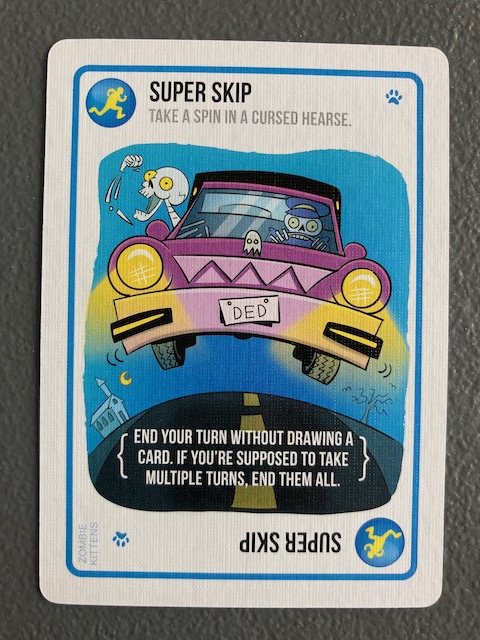 SUPER SKIP
TAKE A SPIN IN A CURSED HEARSE.
DED
END YOUR TURN WITHOUT DRAWING A
CARD. IF YOU'RE SUPPOSED TO TAKE
MULTIPLE TURNS, END THEM ALL.
ZOMBIE
KITTENS
SUPER SKIP